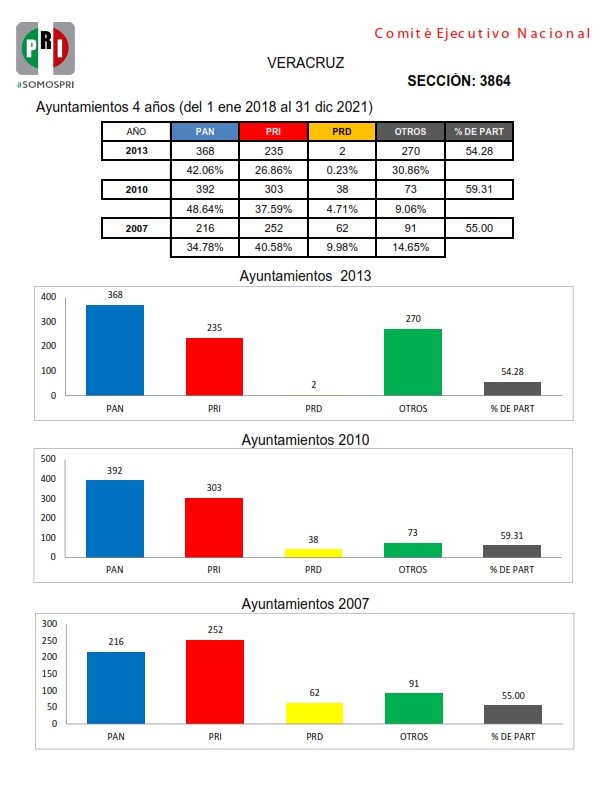 Comité Ejecutivo Nacional
PRI
#SOMOSPRI
VERACRUZ
SECCIÓN: 3864
Ayuntamientos 4 años (del 1 ene 2018 al 31 dic 2021)
AÑO PAN PRI PRD OTROS % DE PART
2013 368 235 2 270 54.28
42.06% 26.86% 0.23% 30.86%
2010 392 303 38 73 59.31
48.64% 37.59% 4.71% 9.06%
2007 216 252 62 91 55.00
34.78% 40.58% 9.98% 14.65%
Ayuntamientos 2013
400
300
200
100
0
368
235
2
270
54.28
PAN PRI PRD OTROS % DE PART
Ayuntamientos 2010
500
400
300
200
100
0
392
303
38
73
59.31
PAN PRI PRD OTROS % DE PART
Ayuntamientos 2007
300
250
200
150
100
50
0
216
252
62
91
55.00
PAN PRI PRD OTROS % DE PART